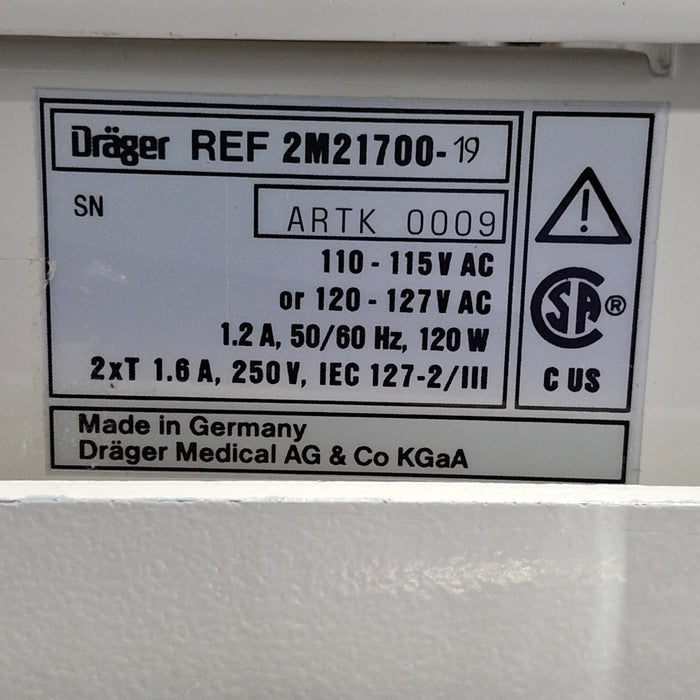 Dräger REF 2M21700-19
SN ARTK 0009
110 - 115 V AC
or 120 - 127 V AC
1.2 A, 50/60 Hz, 120 W
2xT 1.6 A, 250 V, IEC 127-2/III
SA ®
C US
Made in Germany
Dräger Medical AG & Co KGaA